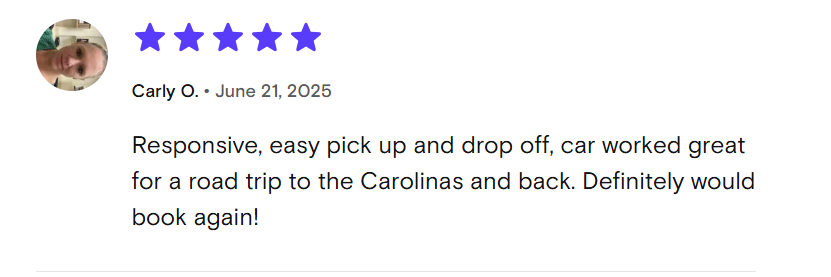 Carly O. • June 21, 2025
Responsive, easy pick up and drop off, car worked great
for a road trip to the Carolinas and back. Definitely would
book again!